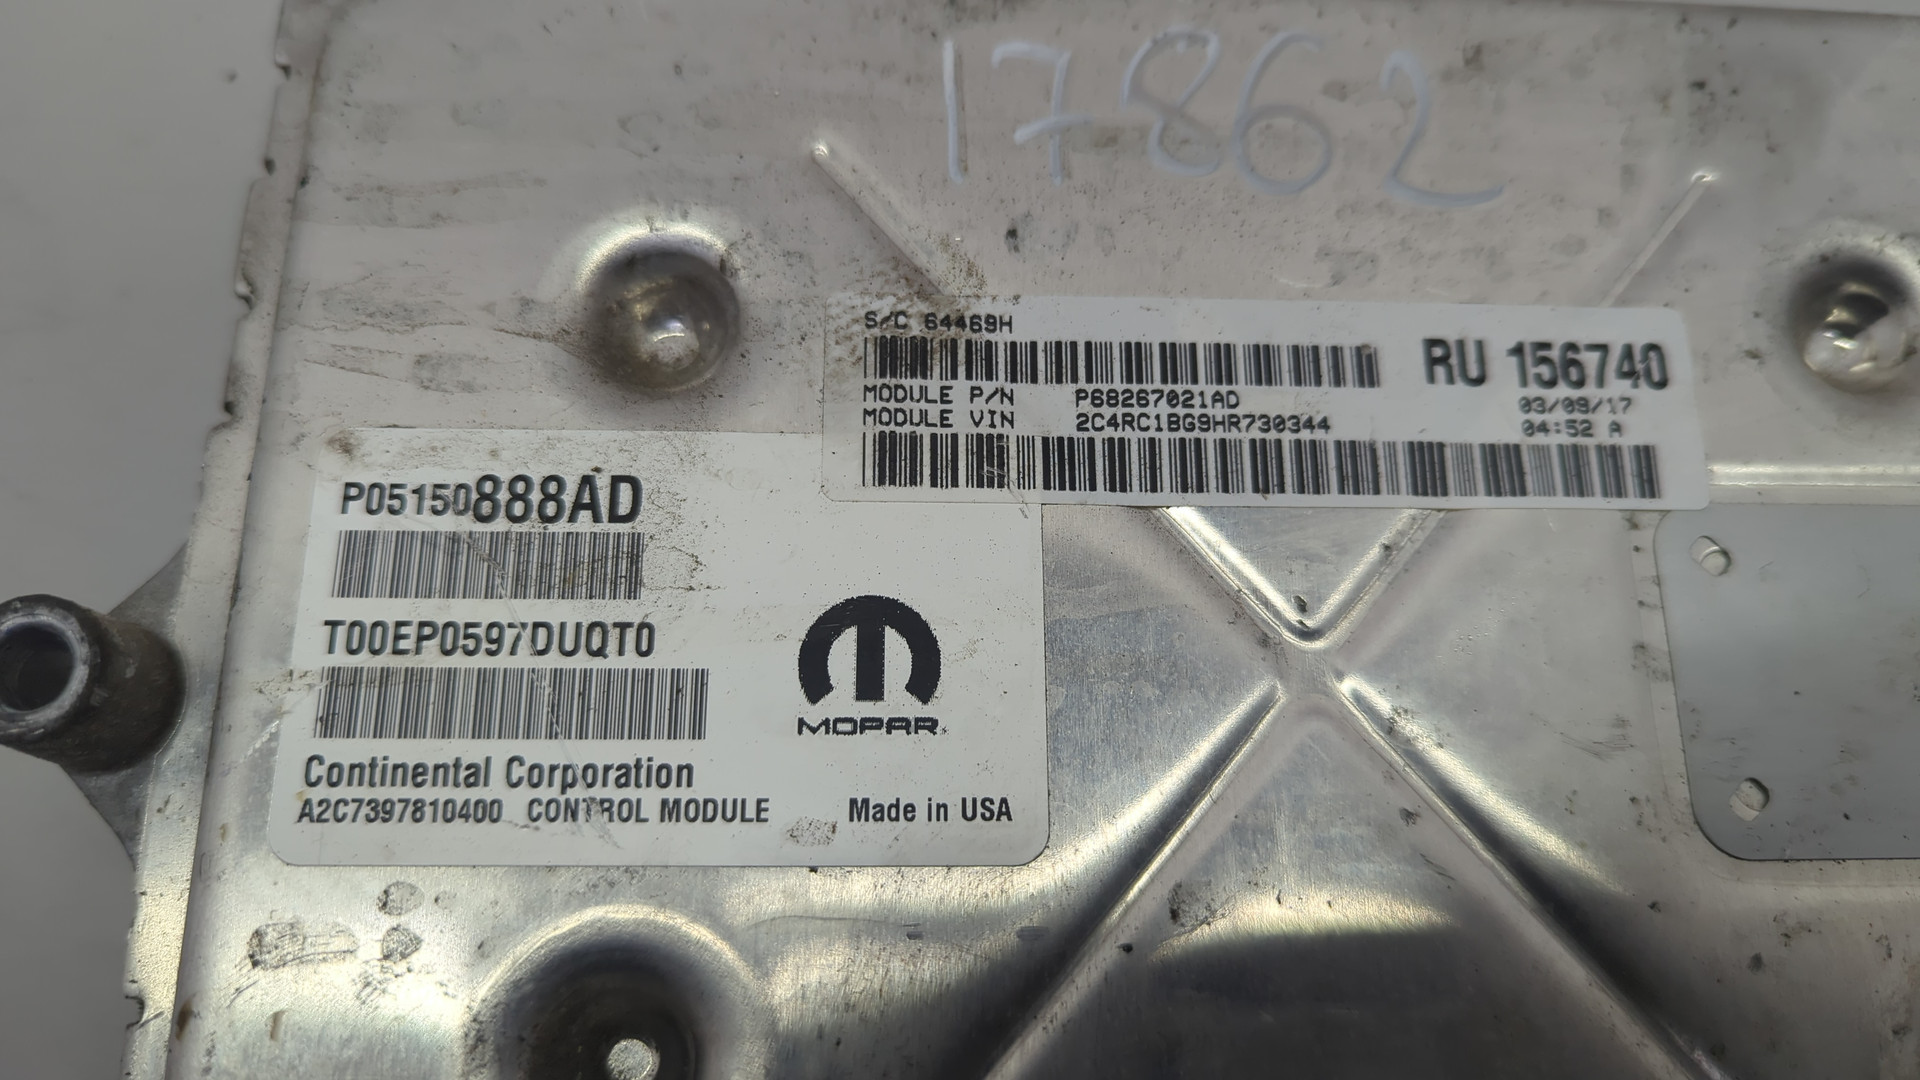 17862
S/C 64469H
RU 156740
MODULE P/N P68267021AD
03/09/17
MODULE VIN 2C4RC1BG9HR730344
04:52 A
P05150888AD
T00EP0597DUQT0
MOPAR
Continental Corporation
A2C7397810400 CONTROL MODULE Made in USA